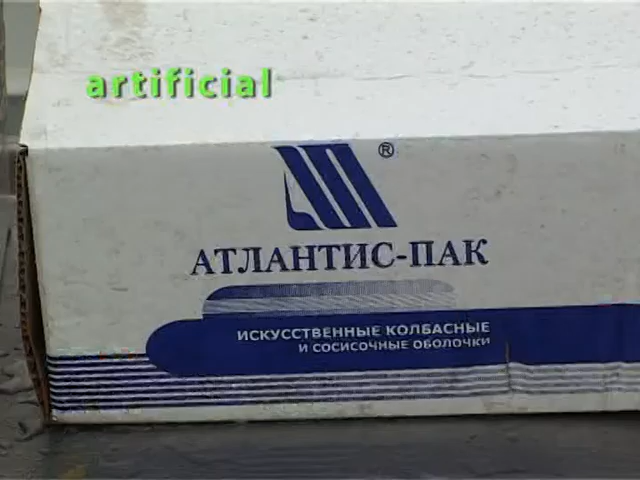 artificial
®
АТЛАНТИС-ПАК
ИСКУССТВЕННЫЕ КОЛБАСНЫЕ
И СОСИСОЧНЫЕ ОБОЛОЧКИ